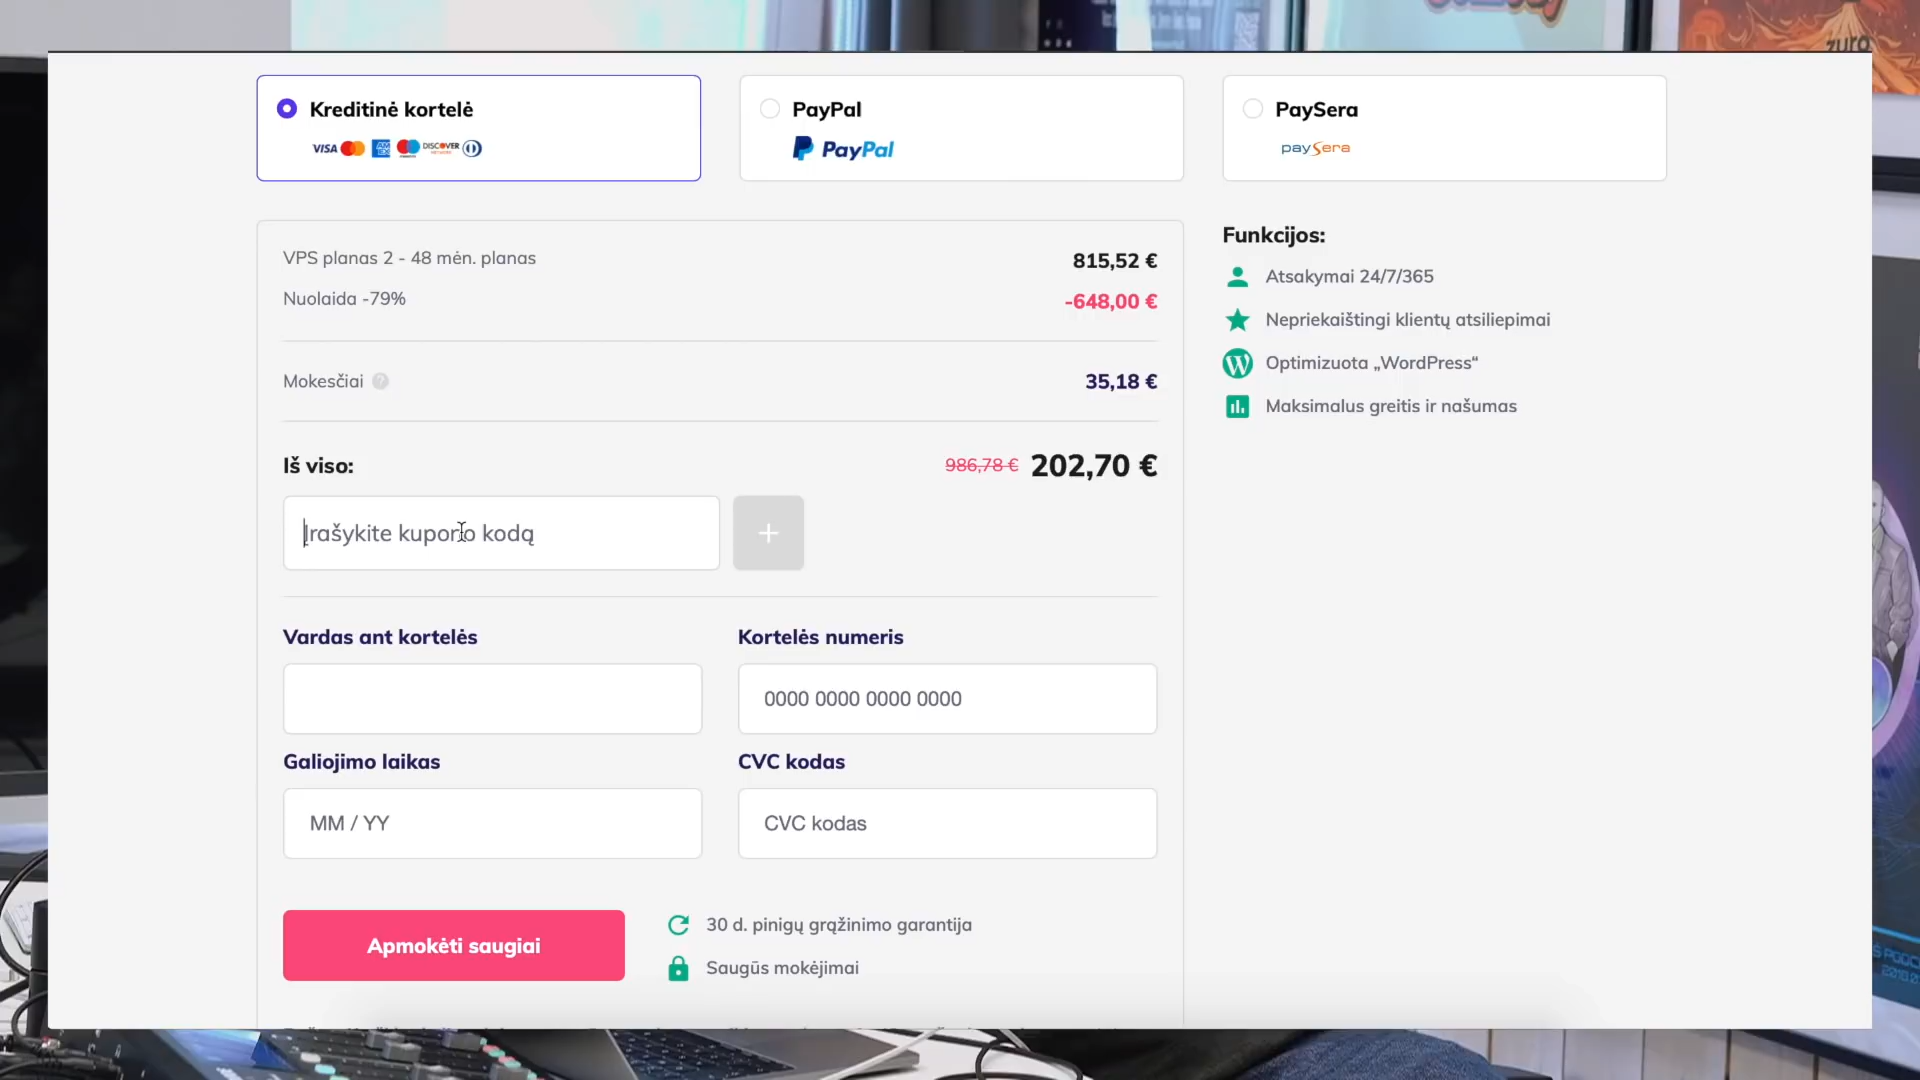 zuro
Kreditinė kortelė
PayPal
PaySera
VISA
DISCOVER
PayPal
paySera
VPS planas 2 - 48 mėn. planas
815,52 €
Nuolaida -79%
-648,00 €
Mokesčiai ?
35,18 €
Iš viso:
986,78 € 202,70 €
Įrašykite kupono kodą
+
Vardas ant kortelės
Kortelės numeris
0000 0000 0000 0000
Galiojimo laikas
CVC kodas
MM / YY
CVC kodas
Apmokėti saugiai
30 d. pinigų grąžinimo garantija
Saugūs mokėjimai
Funkcijos:
Atsakymai 24/7/365
Nepriekaištingi klientų atsiliepimai
Optimizuota „WordPress“
Maksimalus greitis ir našumas